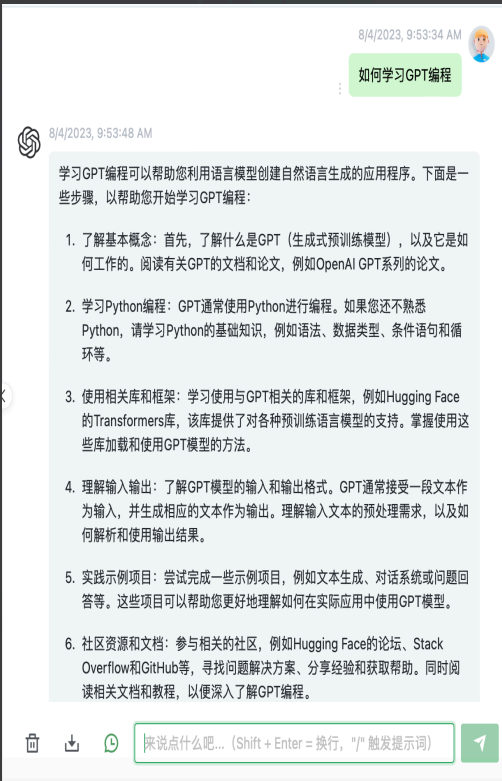 8/4/2023, 9:53:34 AM
如何学习GPT编程
8/4/2023, 9:53:48 AM
学习GPT编程可以帮助您利用语言模型创建自然语言生成的应用程序。下面是一
些步骤，以帮助您开始学习GPT编程：
1. 了解基本概念：首先，了解什么是GPT（生成式预训练模型），以及它是如
何工作的。阅读有关GPT的文档和论文，例如OpenAI GPT系列的论文。
2. 学习Python编程：GPT通常使用Python进行编程。如果您还不熟悉
Python，请学习Python的基础知识，例如语法、数据类型、条件语句和循
环等。
3. 使用相关库和框架：学习使用与GPT相关的库和框架，例如Hugging Face
的Transformers库，该库提供了对各种预训练语言模型的支持。掌握使用这
些库加载和使用GPT模型的方法。
4. 理解输入输出：了解GPT模型的输入和输出格式。GPT通常接受一段文本作
为输入，并生成相应的文本作为输出。理解输入文本的预处理需求，以及如
何解析和使用输出结果。
5. 实践示例项目：尝试完成一些示例项目，例如文本生成、对话系统或问题回
答等。这些项目可以帮助您更好地理解如何在实际应用中使用GPT模型。
6. 社区资源和文档：参与相关的社区，例如Hugging Face的论坛、Stack
Overflow和GitHub等，寻找问题解决方案、分享经验和获取帮助。同时阅
读相关文档和教程，以便深入了解GPT编程。
来说点什么吧...（Shift + Enter = 换行，"/" 触发提示词）